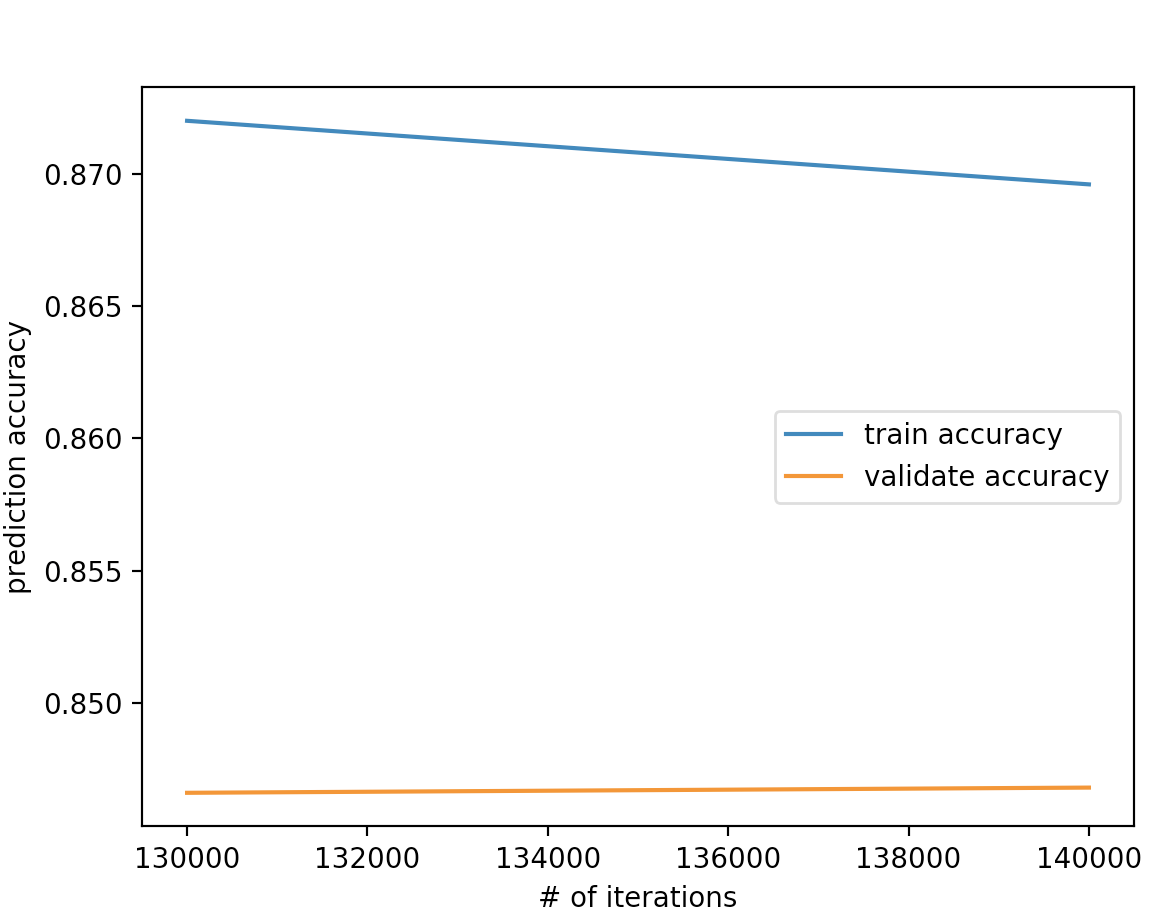 0.870
0.865
0.860
0.855
0.850
prediction accuracy
train accuracy
validate accuracy
130000 132000 134000 136000 138000 140000
# of iterations